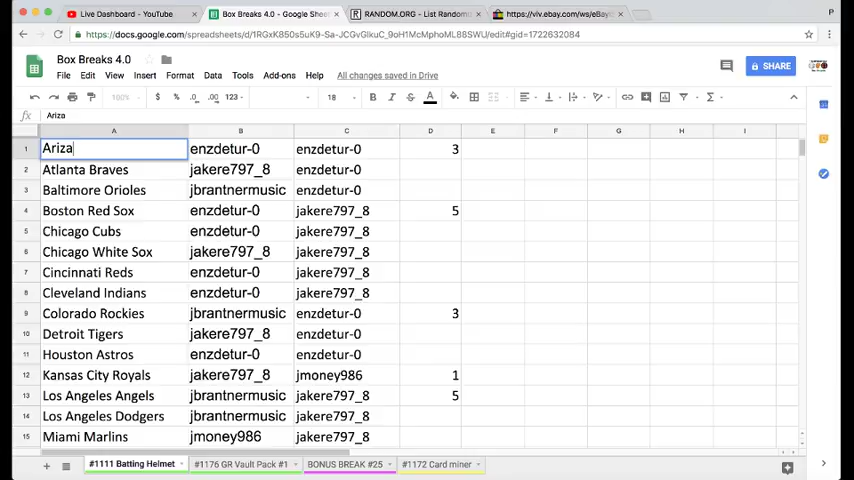 Live Dashboard - YouTube
Box Breaks 4.0 - Google Sheet
RANDOM.ORG - List Randomi
https://viv.ebay.com/ws/eBayI
P
https://docs.google.com/spreadsheets/d/1RGxK850s5uK9-Sa-JCGvGlkuC_9oH1McMphoML88SWU/edit#gid=1722632084
Box Breaks 4.0
SHARE
File Edit View Insert Format Data Tools Add-ons Help All changes saved in Drive
100% $ % .0 .00 123 18 B I S A Σ
fx Ariza
A B C D E F G H I
1 Ariza enzdetur-0 enzdetur-0 3
2 Atlanta Braves jakere797_8 enzdetur-0
3 Baltimore Orioles jbrantnermusic enzdetur-0
4 Boston Red Sox enzdetur-0 jakere797_8 5
5 Chicago Cubs enzdetur-0 jakere797_8
6 Chicago White Sox jakere797_8 jakere797_8
7 Cincinnati Reds enzdetur-0 jakere797_8
8 Cleveland Indians enzdetur-0 jakere797_8
9 Colorado Rockies jbrantnermusic enzdetur-0 3
10 Detroit Tigers jakere797_8 enzdetur-0
11 Houston Astros enzdetur-0 enzdetur-0
12 Kansas City Royals jakere797_8 jmoney986 1
13 Los Angeles Angels jbrantnermusic jakere797_8 5
14 Los Angeles Dodgers jbrantnermusic jakere797_8
15 Miami Marlins jmoney986 jakere797_8
#1111 Batting Helmet #1176 GR Vault Pack #1 BONUS BREAK #25 #1172 Card miner